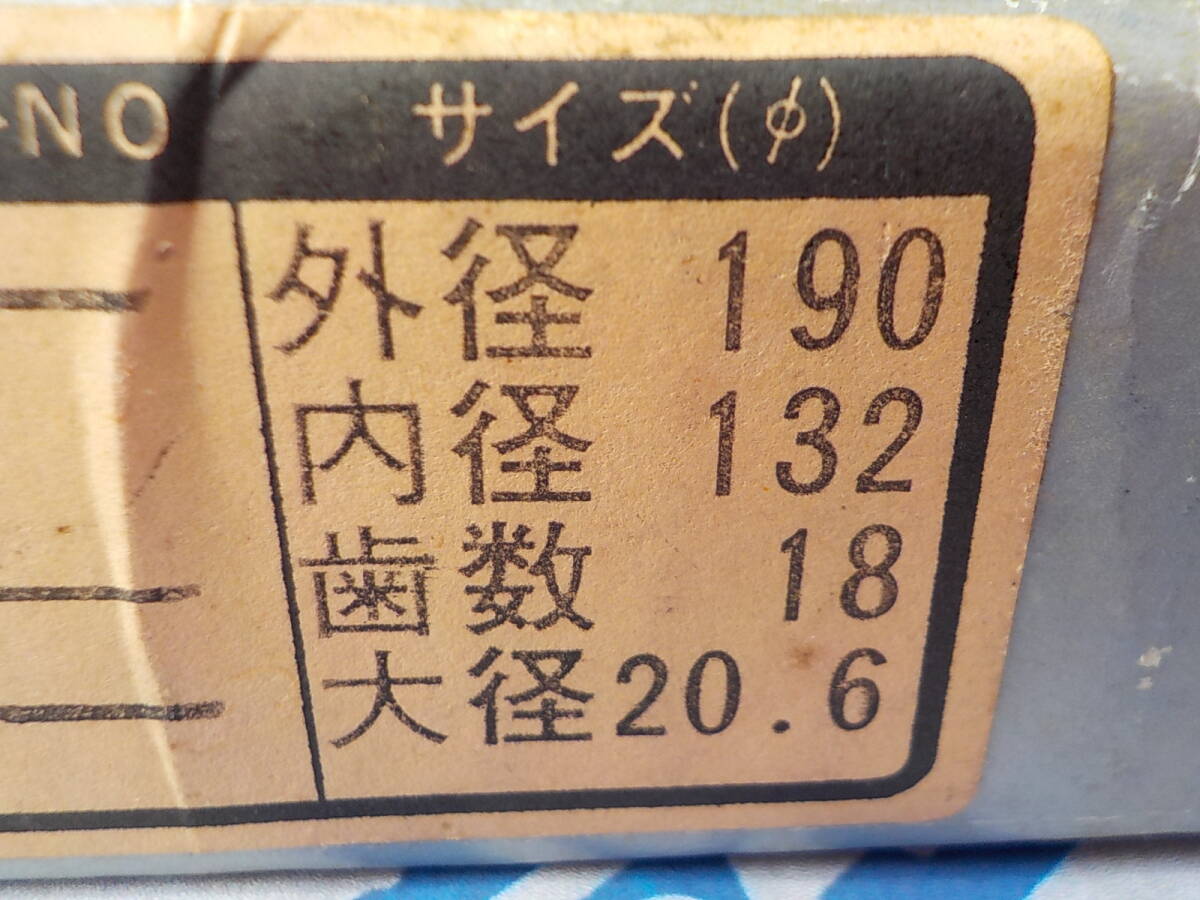 NO サイズ(φ)
外径 190
内径 132
歯数 18
大径 20.6